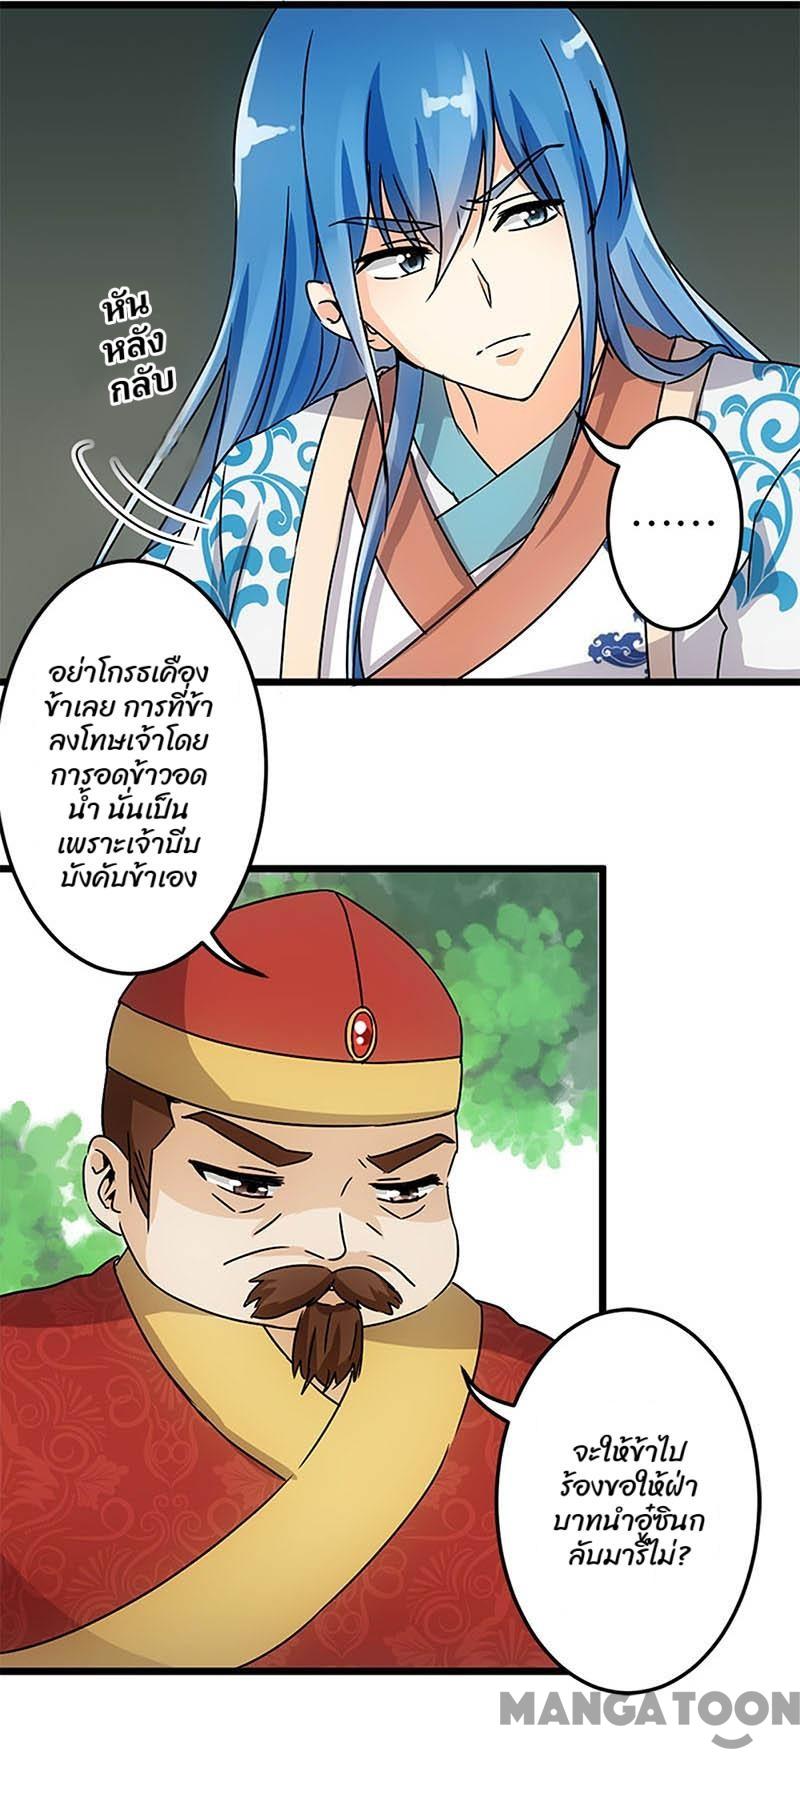 หัน
หลัง
กลับ
......
อย่าโกรธเคือง
ข้าเลย การที่ข้า
ลงโทษเจ้าโดย
การอดข้าวอด
น้ำ นั่นเป็น
เพราะเจ้าบีบ
บังคับข้าเอง
จะให้ข้าไป
ร้องขอให้ฝ่า
บาทนำอู๋ซินก
ลับมารึไม่?
MANGATOON